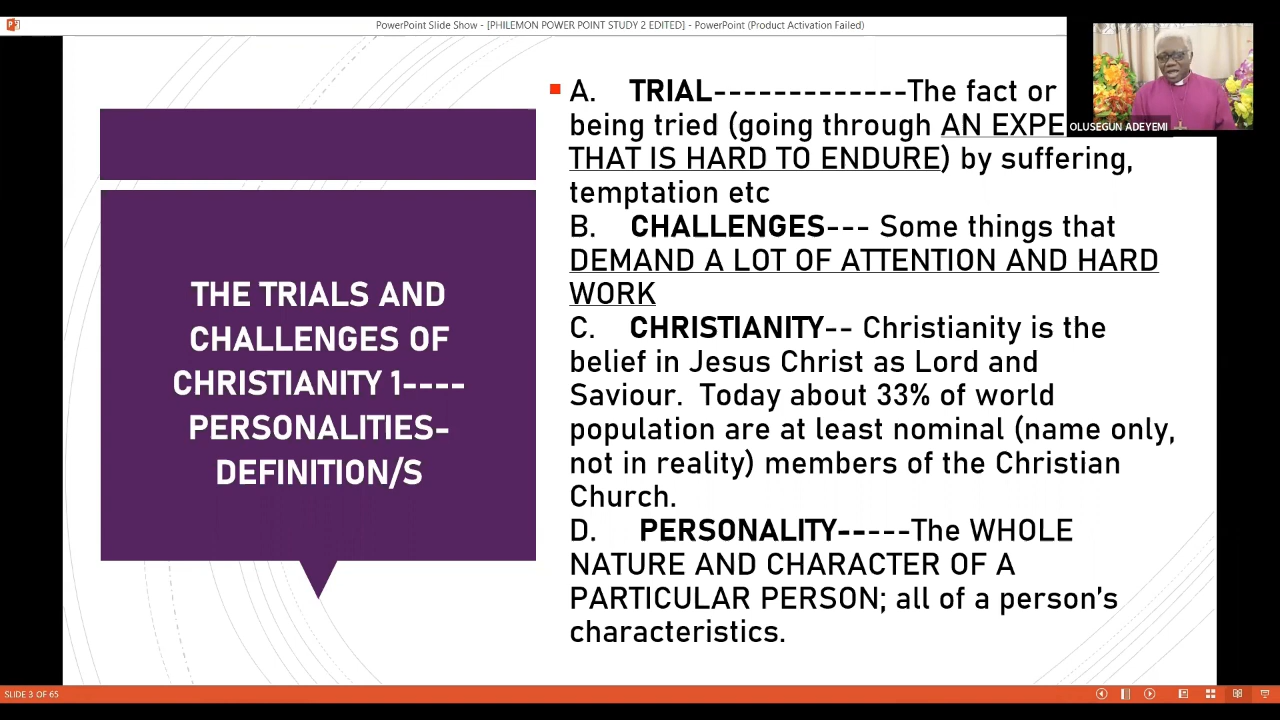 PowerPoint Slide Show - [PHILEMON POWER POINT STUDY 2 EDITED] - PowerPoint (Product Activation Failed)
OLUSEGUN ADEYEMI
THE TRIALS AND
CHALLENGES OF
CHRISTIANITY 1----
PERSONALITIES-
DEFINITION/S
A. TRIAL-------------The fact or
being tried (going through AN EXPE
THAT IS HARD TO ENDURE) by suffering,
temptation etc
B. CHALLENGES--- Some things that
DEMAND A LOT OF ATTENTION AND HARD
WORK
C. CHRISTIANITY-- Christianity is the
belief in Jesus Christ as Lord and
Saviour. Today about 33% of world
population are at least nominal (name only,
not in reality) members of the Christian
Church.
D. PERSONALITY-----The WHOLE
NATURE AND CHARACTER OF A
PARTICULAR PERSON; all of a person's
characteristics.
SLIDE 3 OF 65